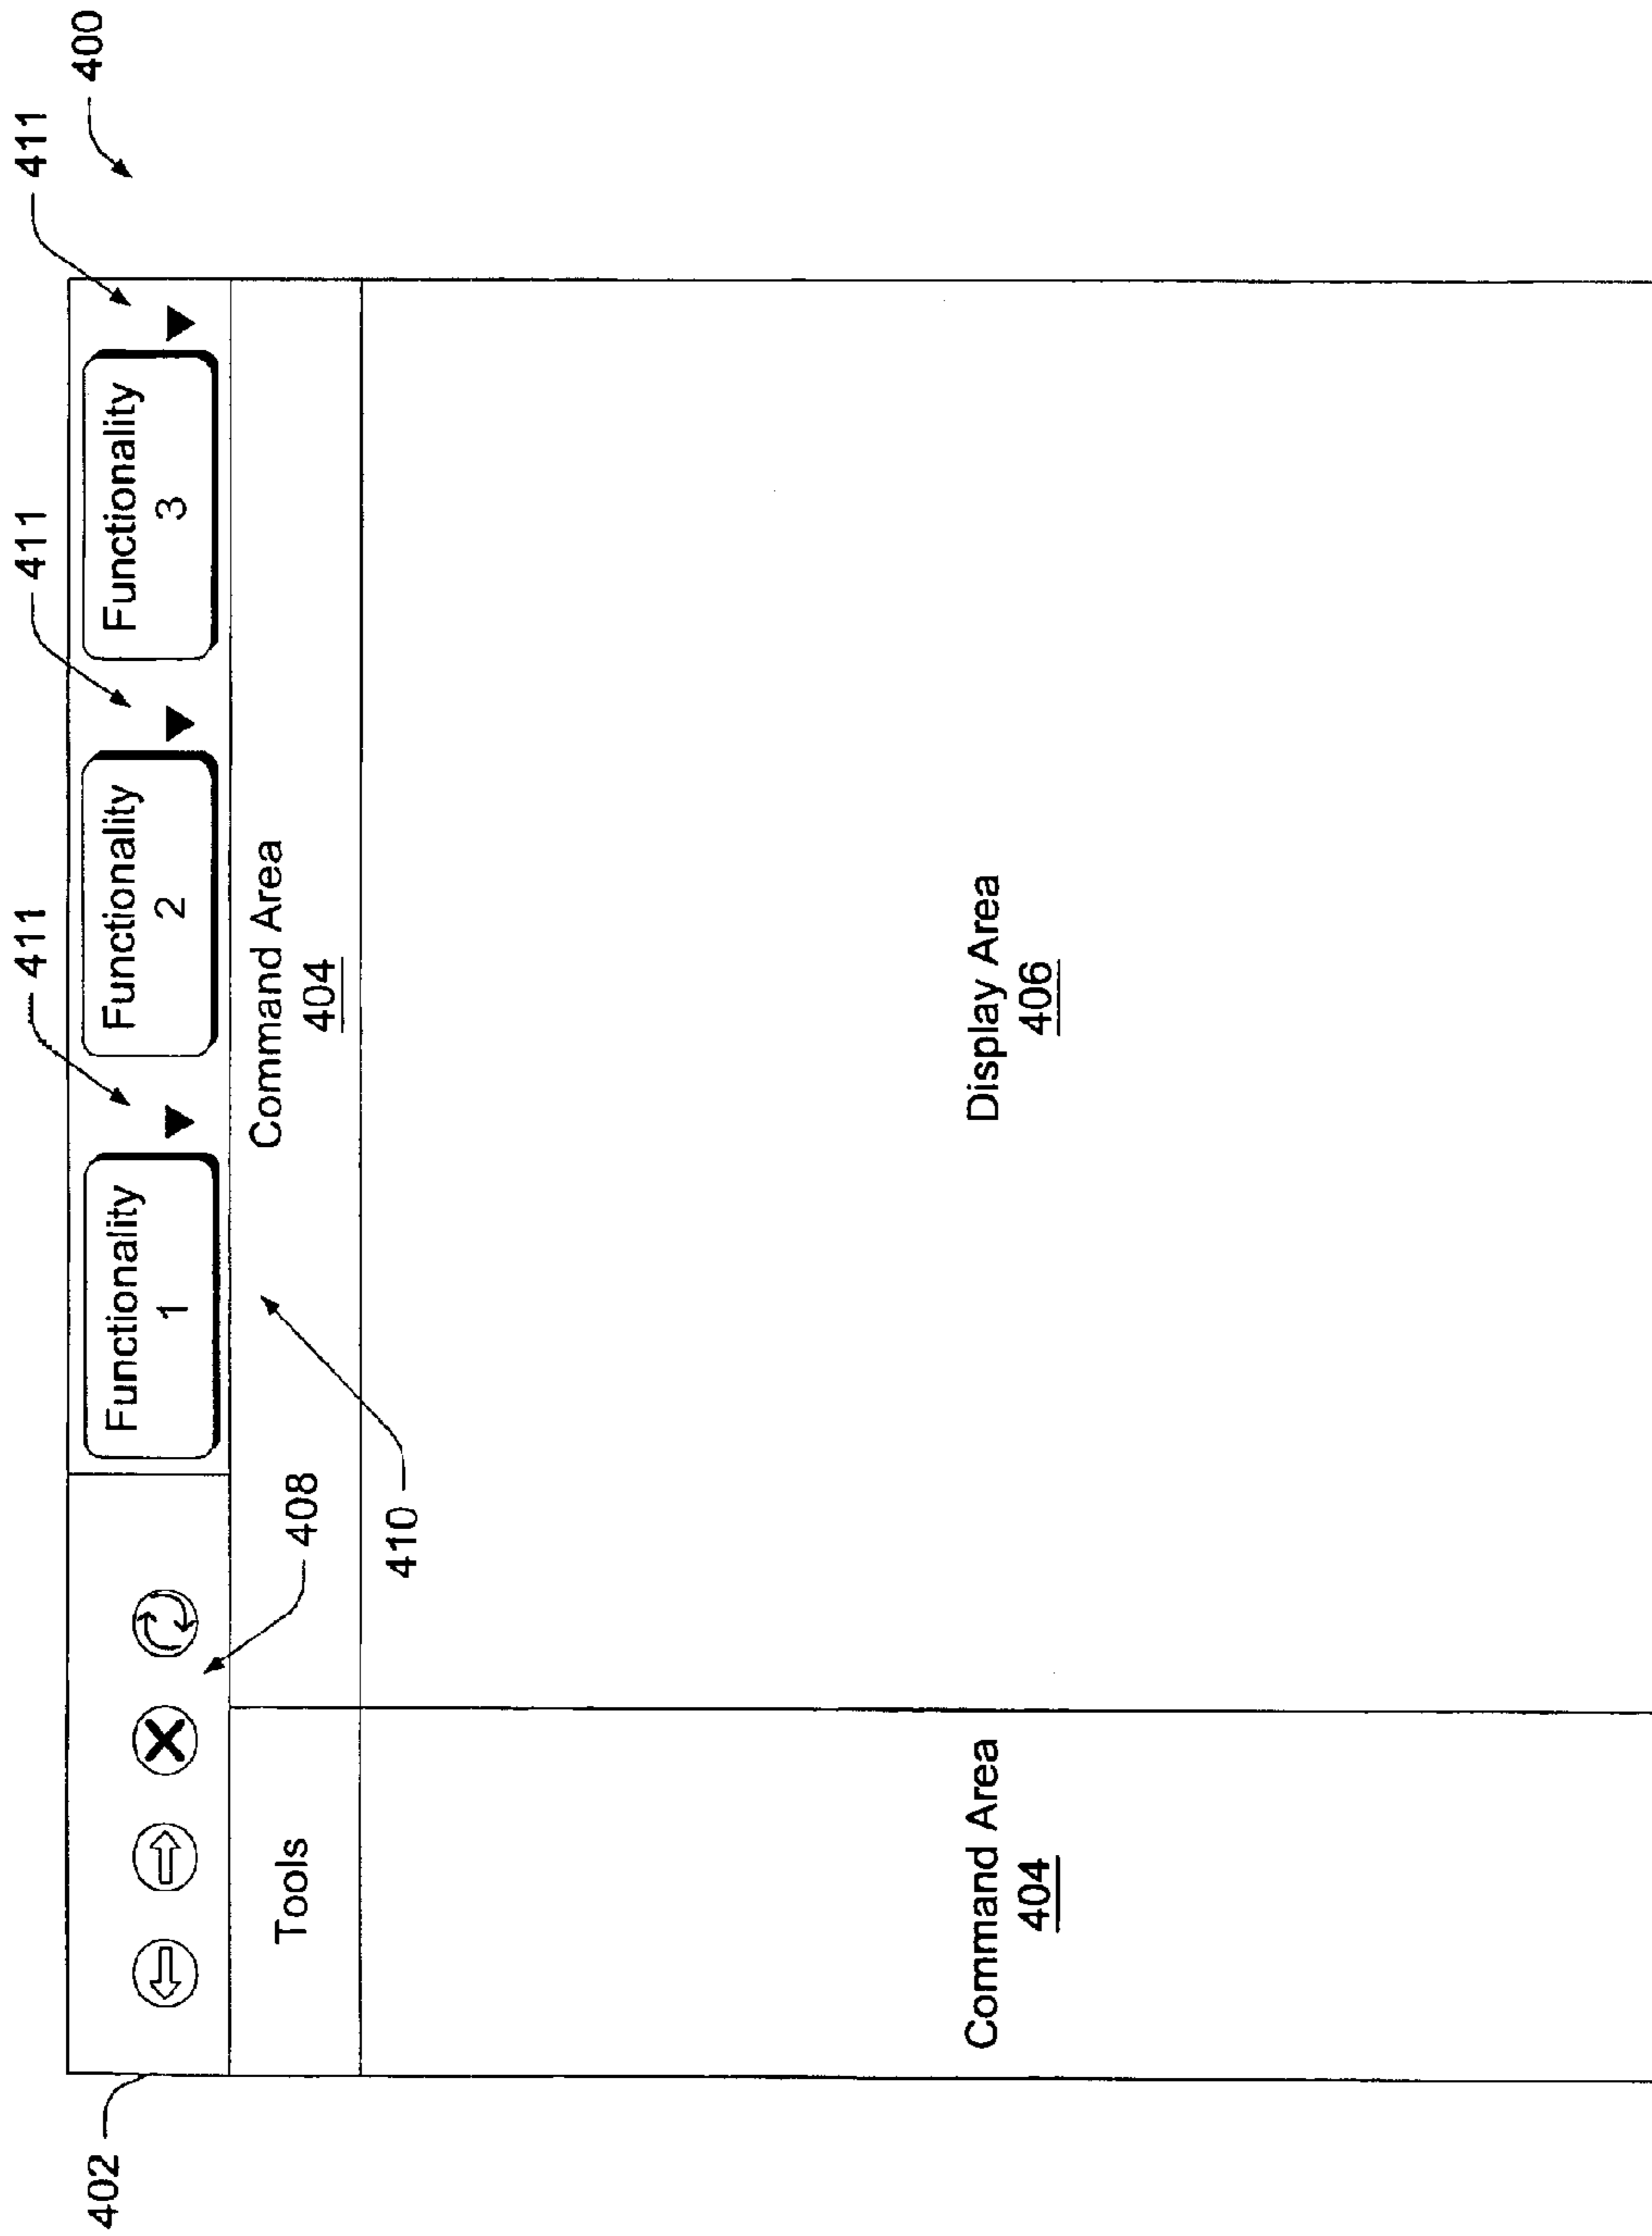 400
411
411
411
402
Functionality
1
Functionality
2
Functionality
3
Tools
408
410
Command Area
404
Command Area
404
Display Area
406